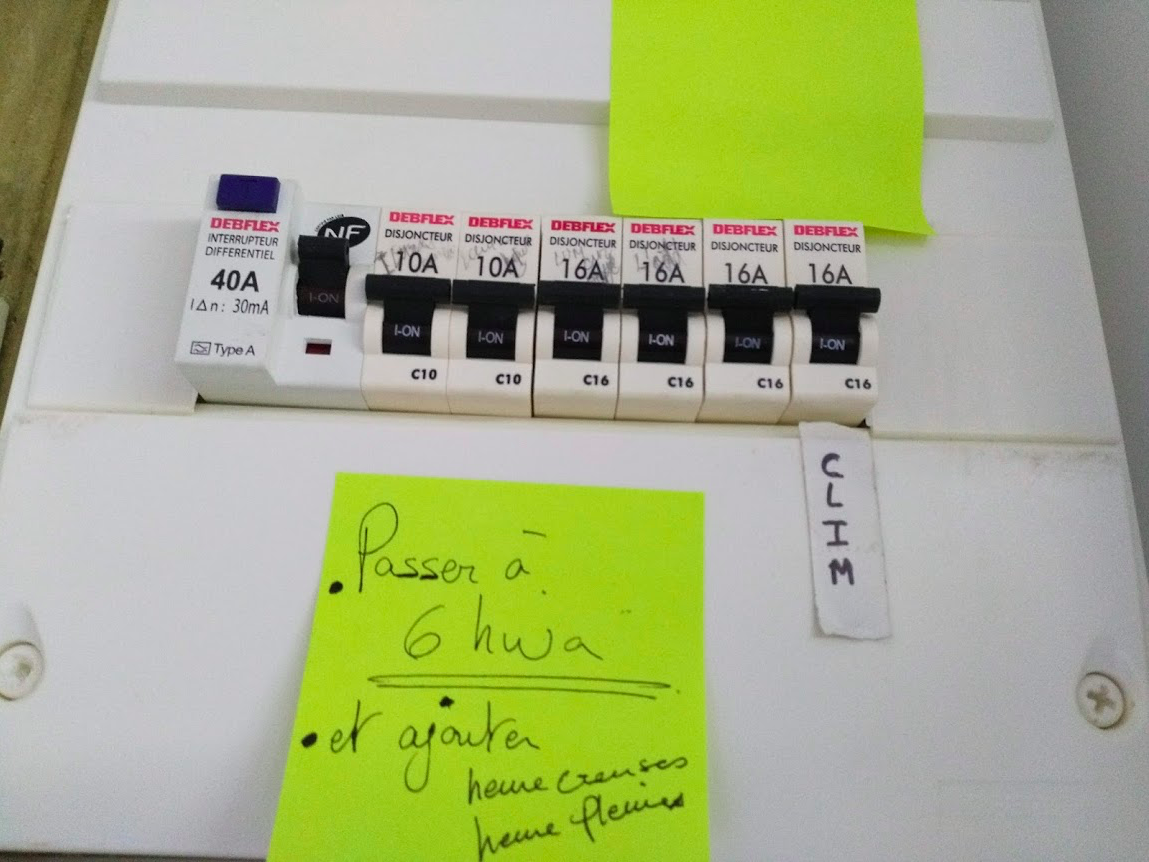 DEBFLEX
INTERRUPTEUR
DIFFERENTIEL
40A
I∆n : 30mA
Type A
NF
I-ON
DEBFLEX
DISJONCTEUR
10A
I-ON
C10
DEBFLEX
DISJONCTEUR
10A
I-ON
C10
DEBFLEX
DISJONCTEUR
16A
I-ON
C16
DEBFLEX
DISJONCTEUR
16A
I-ON
C16
DEBFLEX
DISJONCTEUR
16A
I-ON
C16
DEBFLEX
DISJONCTEUR
16A
I-ON
C16
CLIM
• Passer à
6 hwa
• et ajouter
heure creuses
heure pleines